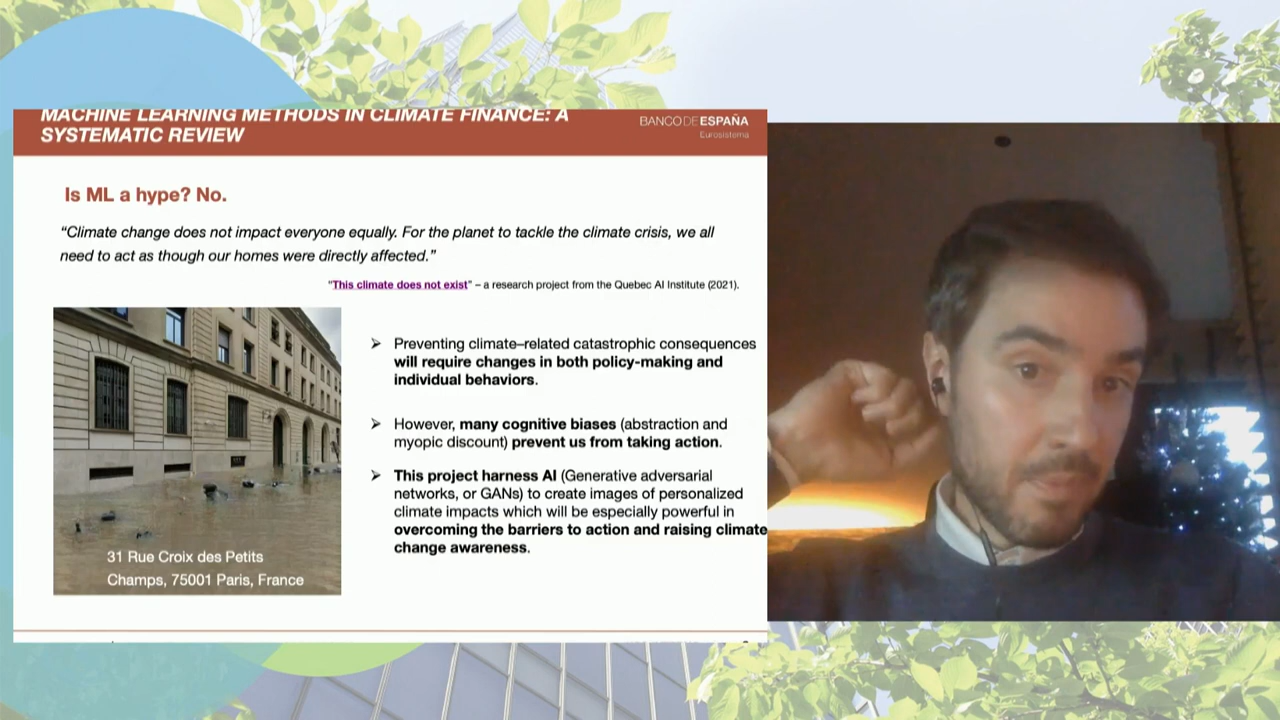 MACHINE LEARNING METHODS IN CLIMATE FINANCE: A
SYSTEMATIC REVIEW
BANCO DE ESPAÑA
Eurosistema
Is ML a hype? No.
“Climate change does not impact everyone equally. For the planet to tackle the climate crisis, we all
need to act as though our homes were directly affected.”
"This climate does not exist" – a research project from the Quebec AI Institute (2021).
➢ Preventing climate–related catastrophic consequences
will require changes in both policy-making and
individual behaviors.
➢ However, many cognitive biases (abstraction and
myopic discount) prevent us from taking action.
➢ This project harness AI (Generative adversarial
networks, or GANs) to create images of personalized
climate impacts which will be especially powerful in
overcoming the barriers to action and raising climate
change awareness.
31 Rue Croix des Petits
Champs, 75001 Paris, France